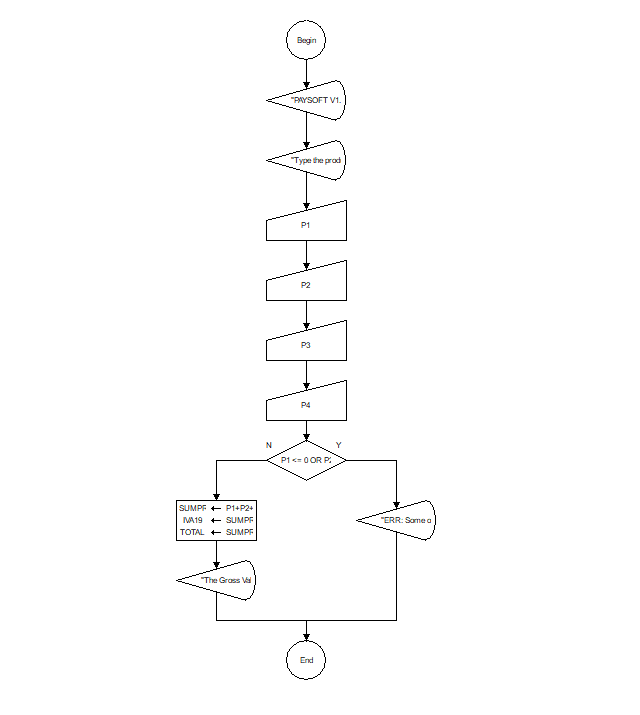 Begin
"PAYSOFT V1.
"Type the prod
P1
P2
P3
P4
N
Y
P1 <= 0 OR P2
SUMPF ← P1+P2+
IVA19 ← SUMPF
TOTAL ← SUMPF
"ERR: Some o
"The Gross Val
End